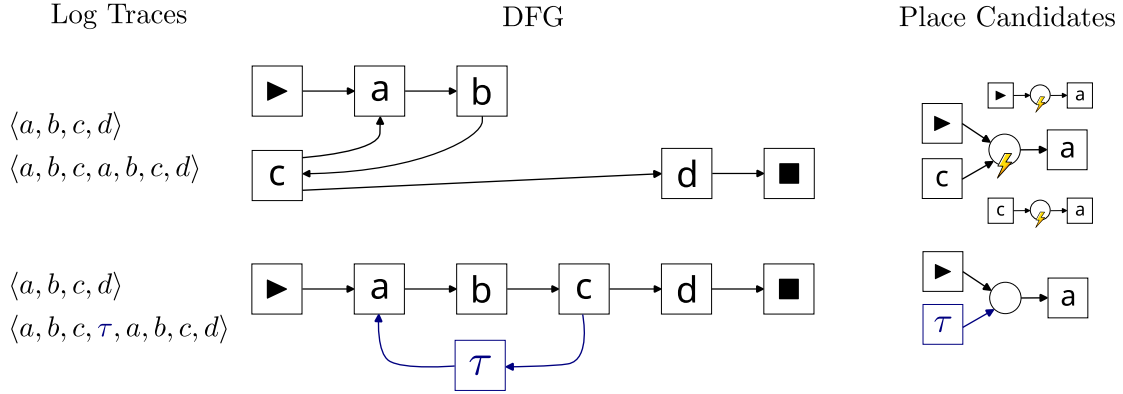 Log Traces DFG Place Candidates
a b
▶ a
⟨a, b, c, d⟩
⟨a, b, c, a, b, c, d⟩
c d
a
c
c a
⟨a, b, c, d⟩
⟨a, b, c, τ, a, b, c, d⟩
a b c d
τ
a
τ